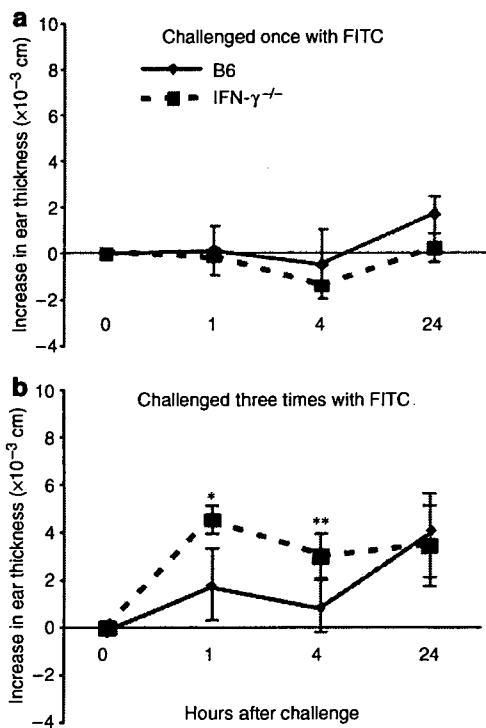 a
Challenged once with FITC
B6
IFN-γ⁻/⁻
Increase in ear thickness (×10⁻³ cm)
10
8
6
4
2
0
−2
−4
0 1 4 24
b
Challenged three times with FITC
Increase in ear thickness (×10⁻³ cm)
10
8
6
4
2
0
−2
−4
* **
0 1 4 24
Hours after challenge